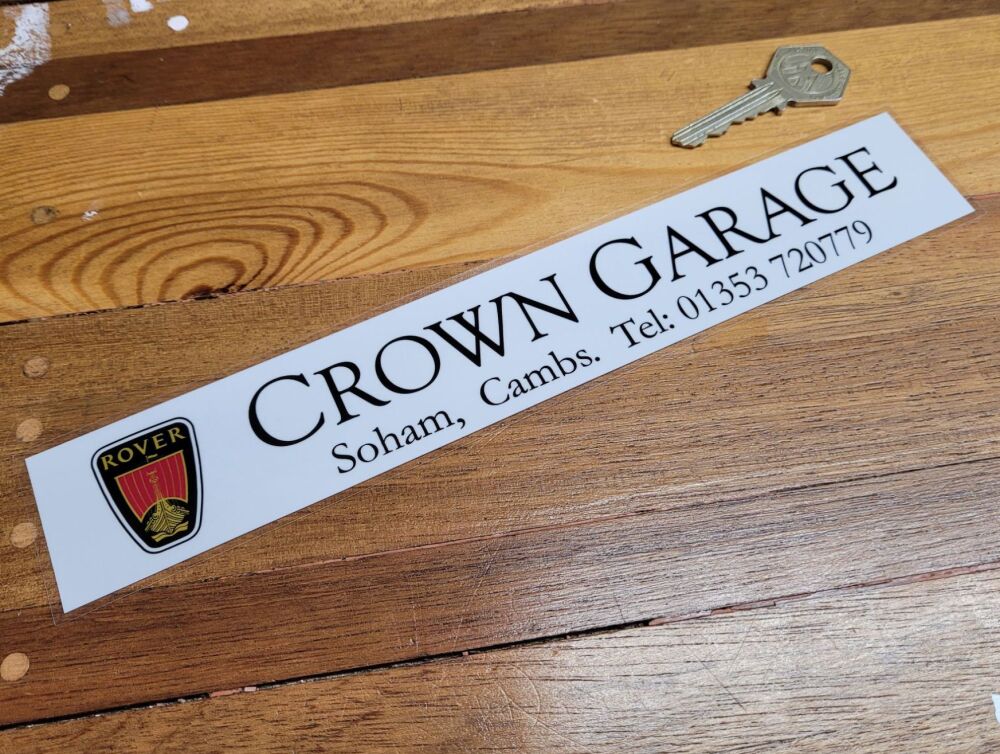 ROVER
CROWN GARAGE
Soham, Cambs. Tel: 01353 720779